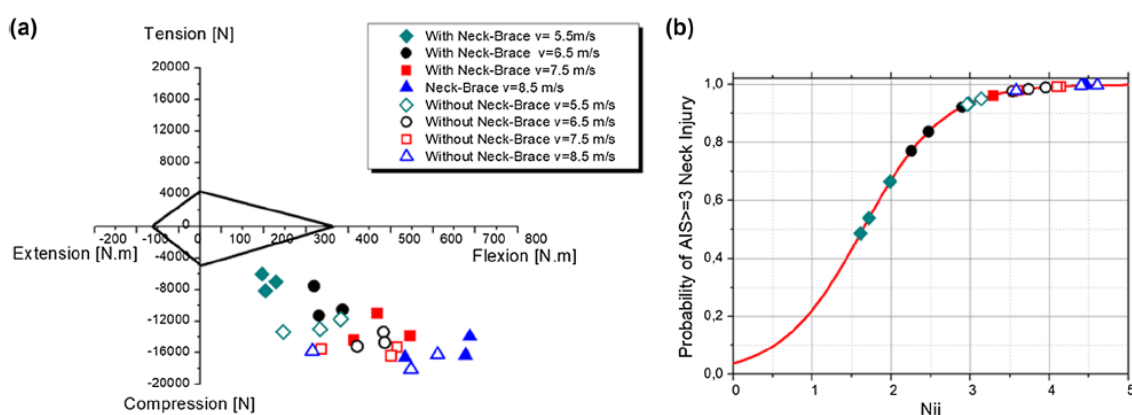 (a)
Tension [N]
20000
16000
12000
8000
4000
0
-4000
-8000
-12000
-16000
-20000
-200 -100 0 100 200 300 400 500 600 700 800
Extension [N.m]
Flexion [N.m]
Compression [N]
With Neck-Brace v= 5.5m/s
With Neck-Brace v=6.5 m/s
With Neck-Brace v=7.5 m/s
Neck-Brace v=8.5 m/s
Without Neck-Brace v=5.5 m/s
Without Neck-Brace v=6.5 m/s
Without Neck-Brace v=7.5 m/s
Without Neck-Brace v=8.5 m/s
(b)
Probability of AIS>=3 Neck Injury
1,0
0,8
0,6
0,4
0,2
0,0
0 1 2 3 4 5
Nij